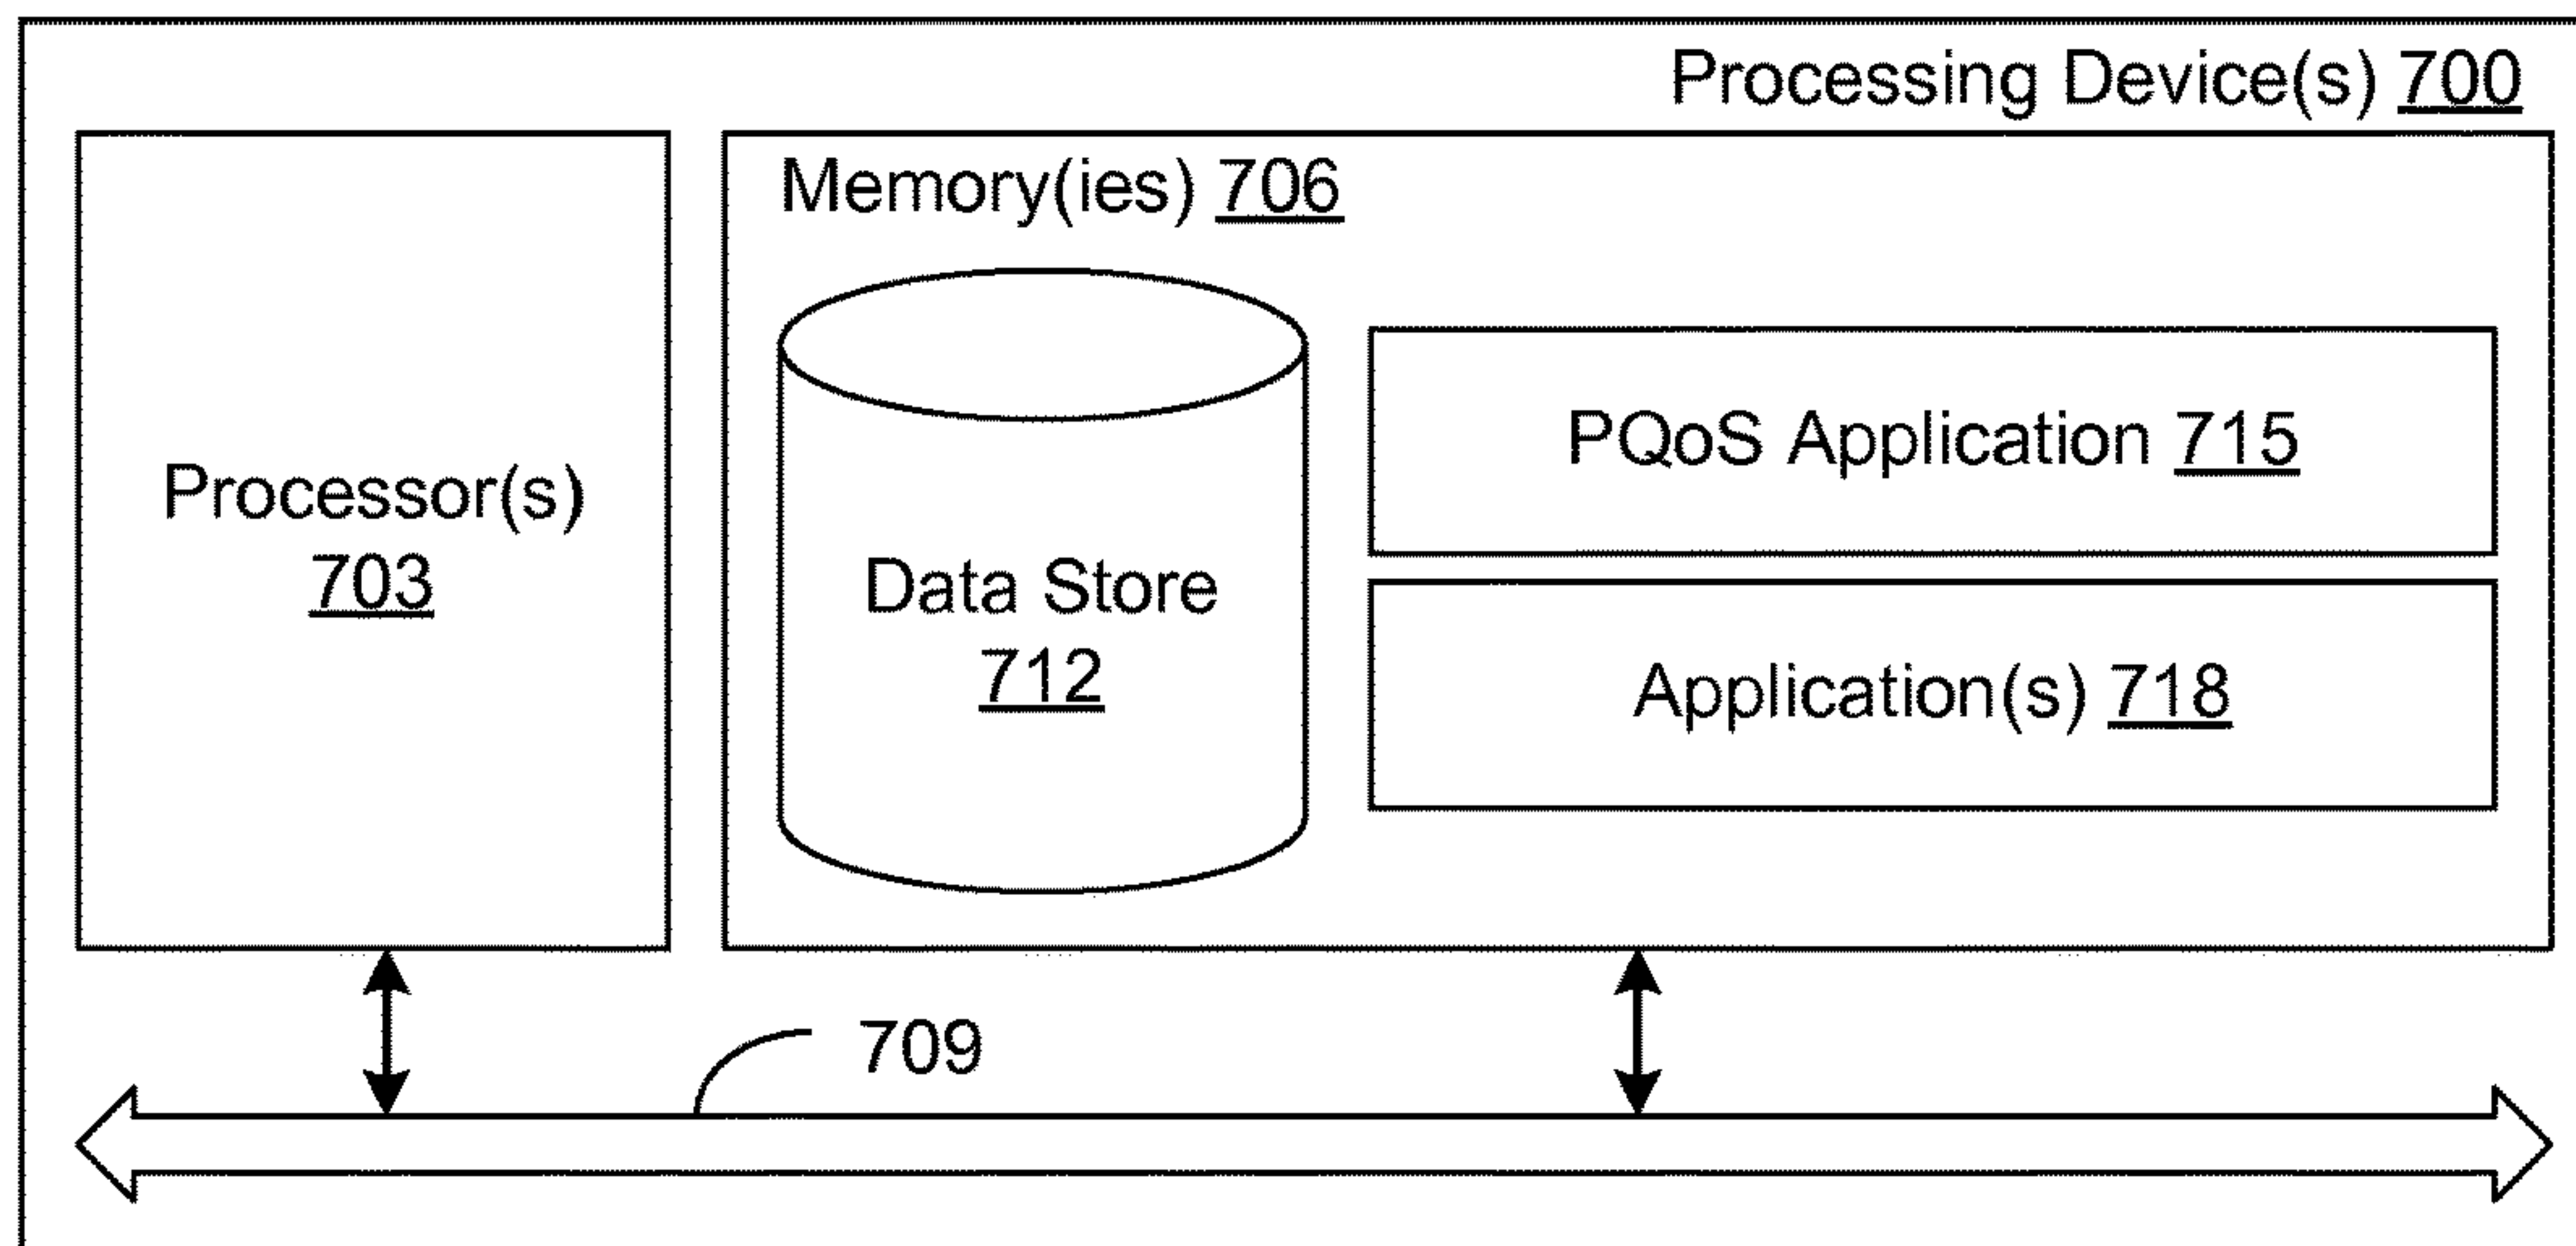 Processing Device(s) 700
Memory(ies) 706
Processor(s)
703
Data Store
712
PQoS Application 715
Application(s) 718
709